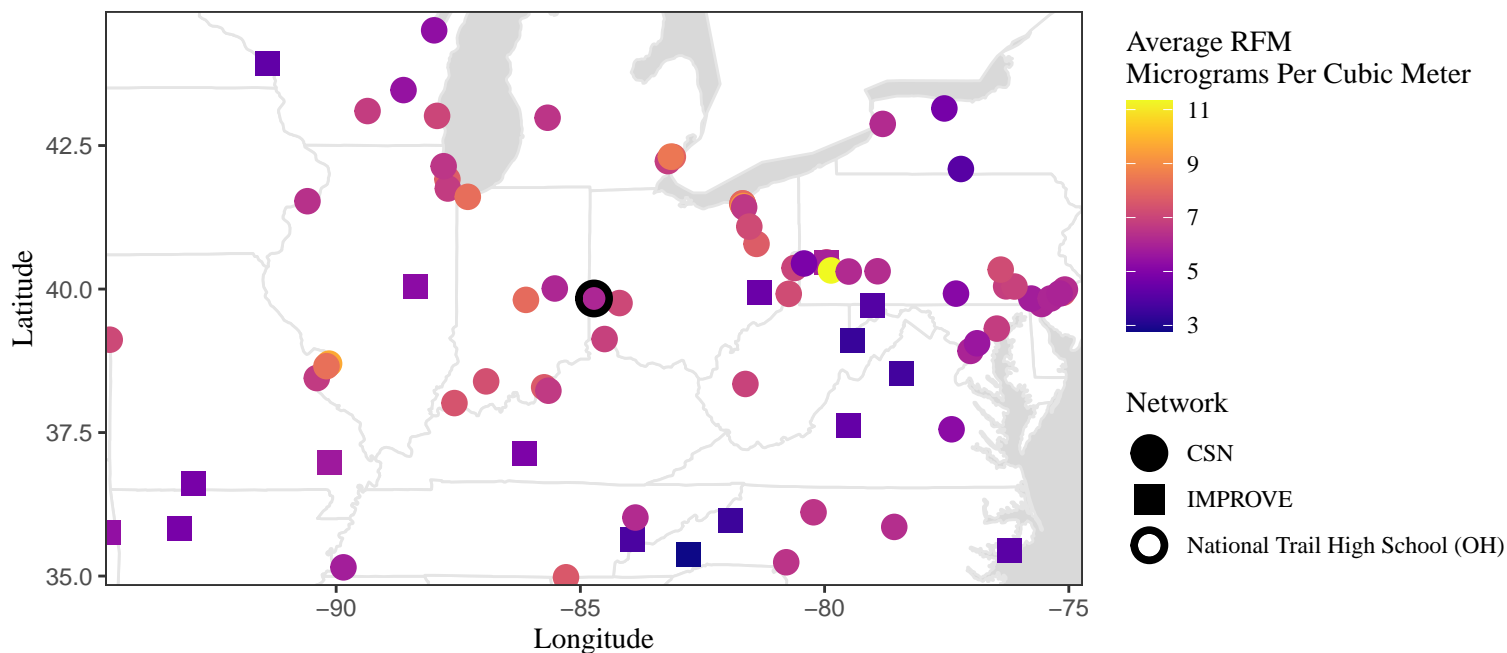 42.5
40.0
37.5
35.0
Latitude
−90
−85
−80
−75
Longitude
Average RFM
Micrograms Per Cubic Meter
11
9
7
5
3
Network
CSN
IMPROVE
National Trail High School (OH)